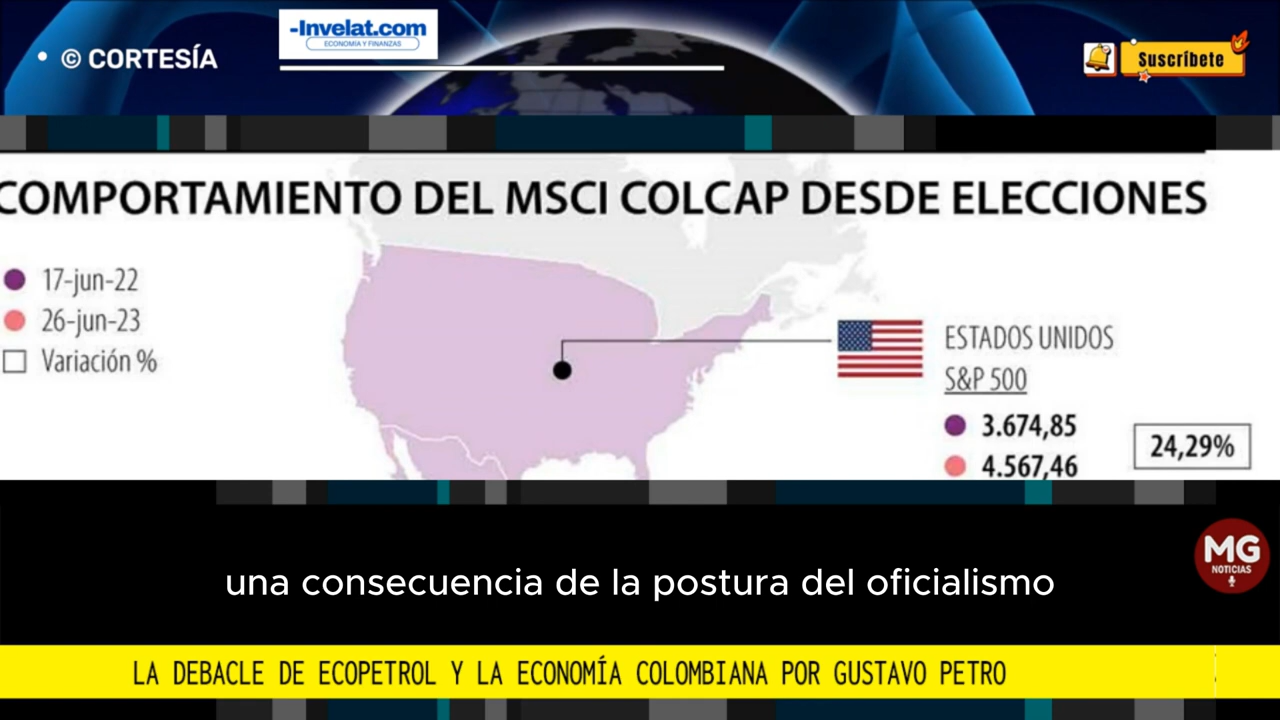 -Invelat.com
ECONOMÍA Y FINANZAS
© CORTESÍA
Suscríbete
COMPORTAMIENTO DEL MSCI COLCAP DESDE ELECCIONES
17-jun-22
26-jun-23
Variación %
ESTADOS UNIDOS
S&P 500
3.674,85
4.567,46
24,29%
una consecuencia de la postura del oficialismo
MG
NOTICIAS
LA DEBACLE DE ECOPETROL Y LA ECONOMÍA COLOMBIANA POR GUSTAVO PETRO